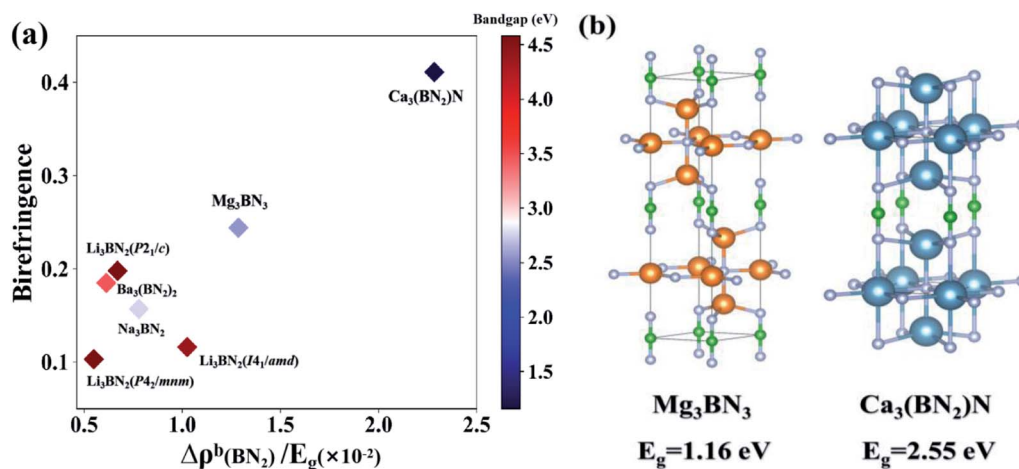 (a)
Bandgap (eV)
(b)
Birefringence
0.4
0.3
0.2
0.1
Ca₃(BN₂)N
Mg₃BN₃
Li₃BN₂(P2₁/c)
Ba₃(BN₂)₂
Na₃BN₂
Li₃BN₂(I4₁/amd)
Li₃BN₂(P4₂/mnm)
0.5 1.0 1.5 2.0 2.5
Δρᵇ(BN₂) /E_g(×10⁻²)
4.5
4.0
3.5
3.0
2.5
2.0
1.5
Mg₃BN₃
E_g=1.16 eV
Ca₃(BN₂)N
E_g=2.55 eV